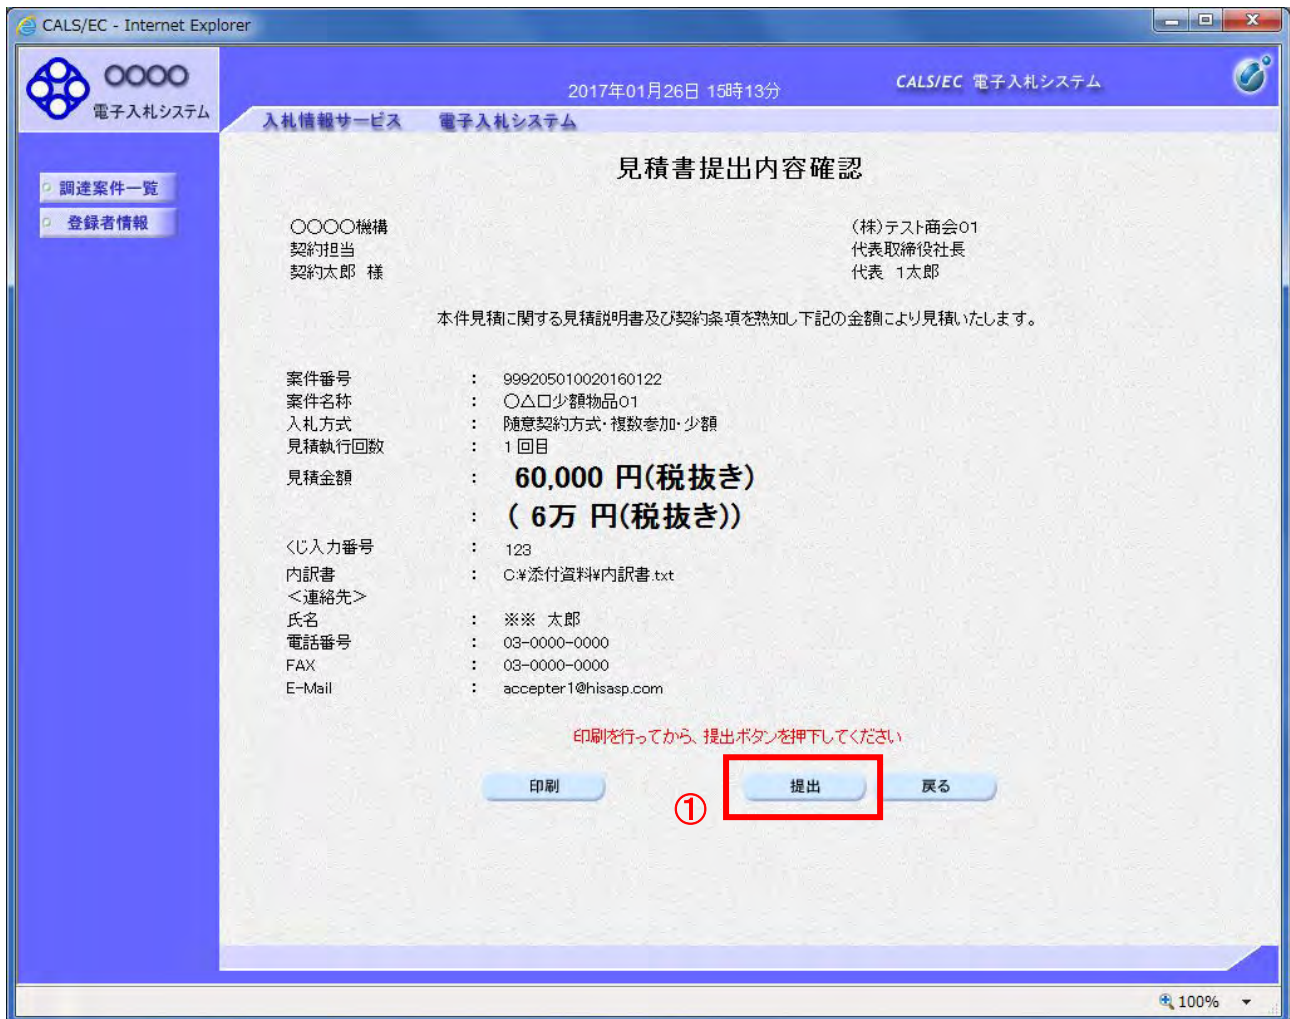 CALS/EC - Internet Explorer
○○○○
電子入札システム
2017年01月26日 15時13分
CALS/EC 電子入札システム
入札情報サービス 電子入札システム
調達案件一覧
登録者情報
見積書提出内容確認
○○○○機構
契約担当
契約太郎 様
(株)テスト商会01
代表取締役社長
代表 1太郎
本件見積に関する見積説明書及び契約条項を熟知し下記の金額により見積いたします。
案件番号 : 999205010020160122
案件名称 : ○△□少額物品01
入札方式 : 随意契約方式・複数参加・少額
見積執行回数 : 1回目
見積金額 : 60,000 円(税抜き)
: ( 6万 円(税抜き))
くじ入力番号 : 123
内訳書 : C:¥添付資料¥内訳書.txt
<連絡先>
氏名 : ※※ 太郎
電話番号 : 03-0000-0000
FAX : 03-0000-0000
E-Mail : accepter1@hisasp.com
印刷を行ってから、提出ボタンを押下してください
印刷 提出 戻る
①
100%